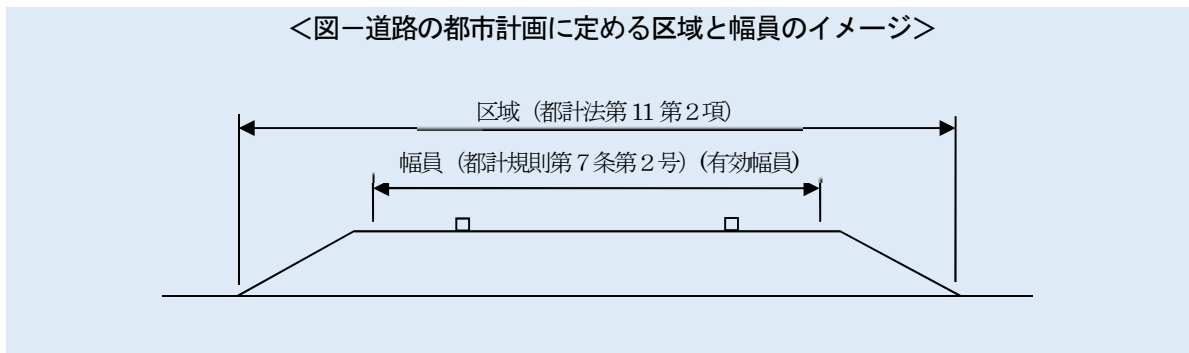 <図－道路の都市計画に定める区域と幅員のイメージ>
区域（都計法第11第２項）
幅員（都計規則第７条第２号）(有効幅員)